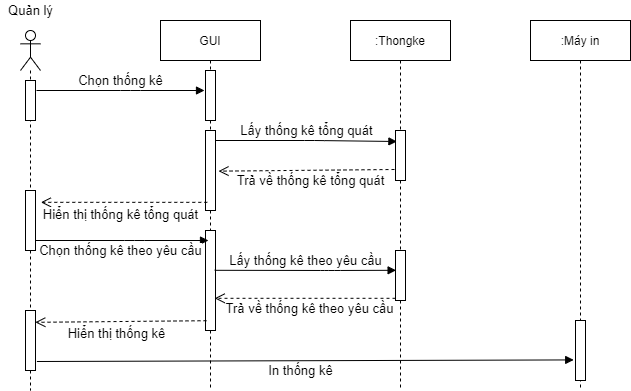 Quản lý
GUI
:Thongke
:Máy in
Chọn thống kê
Lấy thống kê tổng quát
Trả về thống kê tổng quát
Hiển thị thống kê tổng quát
Chọn thống kê theo yêu cầu
Lấy thống kê theo yêu cầu
Trả về thống kê theo yêu cầu
Hiển thị thống kê
In thống kê